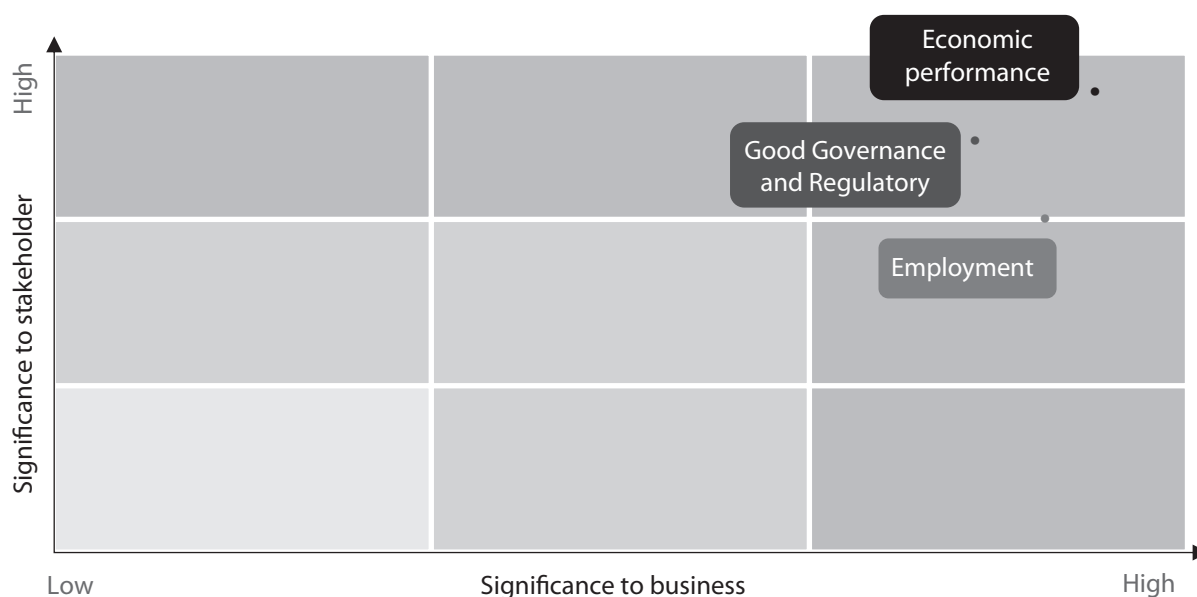 Economic
performance
High
Good Governance
and Regulatory
Significance to stakeholder
Employment
Low
Significance to business
High